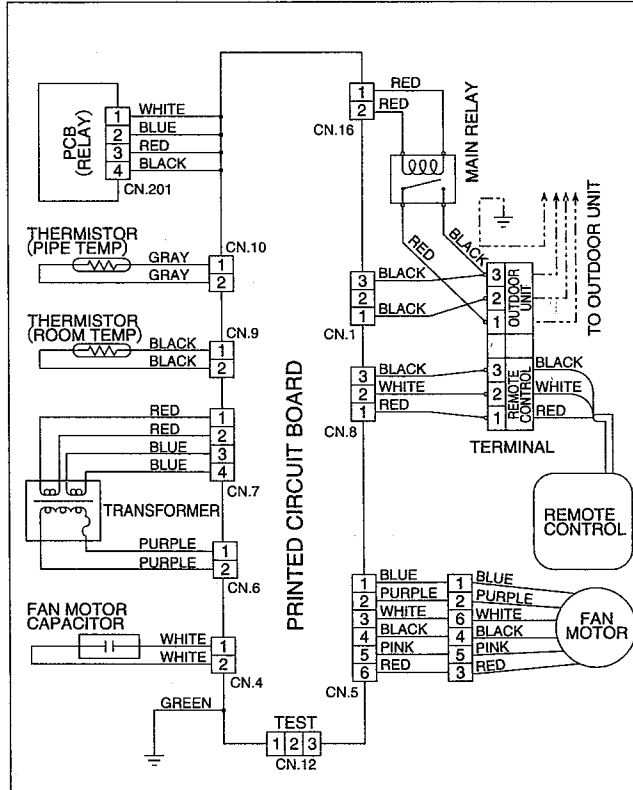 PCB
(RELAY)
1
2
3
4
WHITE
BLUE
RED
BLACK
CN.201
THERMISTOR
(PIPE TEMP)
GRAY
GRAY
CN.10
1
2
THERMISTOR
(ROOM TEMP)
BLACK
BLACK
CN.9
1
2
RED
RED
BLUE
BLUE
1
2
3
4
CN.7
TRANSFORMER
PURPLE
PURPLE
1
2
CN.6
FAN MOTOR
CAPACITOR
WHITE
WHITE
1
2
CN.4
GREEN
TEST
1 2 3
CN.12
PRINTED CIRCUIT BOARD
1
2
CN.16
RED
RED
MAIN RELAY
RED
BLACK
3
2
1
CN.1
BLACK
BLACK
3
2
1
OUTDOOR
UNIT
TO OUTDOOR UNIT
3
2
1
CN.8
BLACK
WHITE
RED
3
2
1
REMOTE
CONTROL
BLACK
WHITE
RED
TERMINAL
REMOTE
CONTROL
1
2
3
4
5
6
CN.5
BLUE
PURPLE
WHITE
BLACK
PINK
RED
1
2
6
4
5
3
BLUE
PURPLE
WHITE
BLACK
PINK
RED
FAN
MOTOR